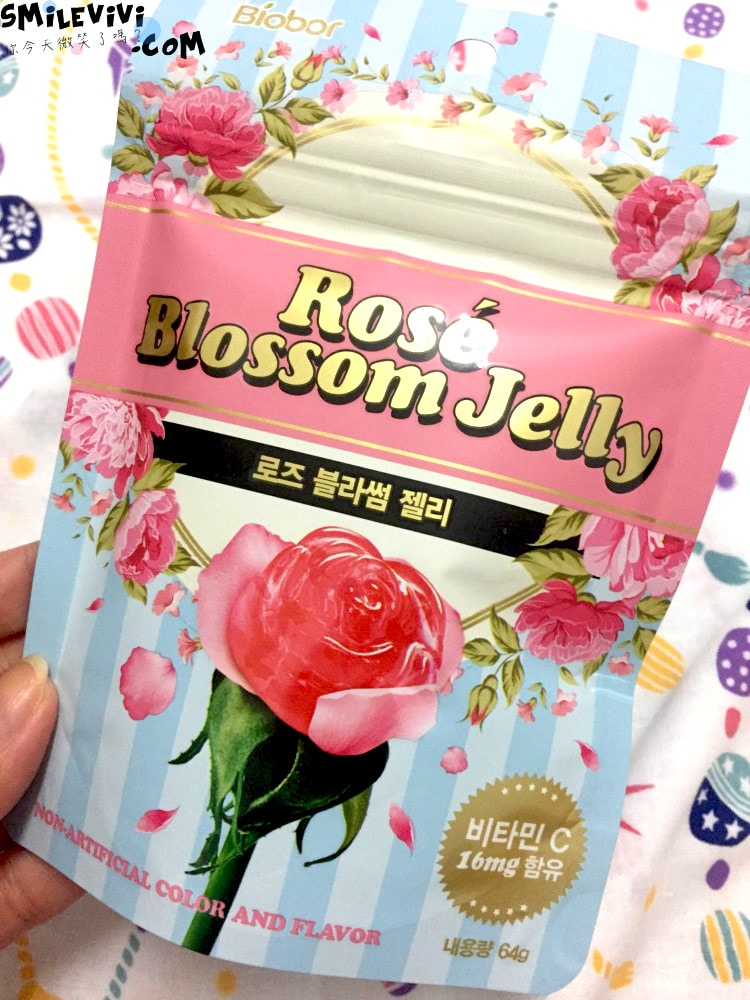 SMiLEViVi
你今天微笑了嗎?
.COM
Biobor
Rosé
Blossom Jelly
로즈 블라썸 젤리
비타민 C
16mg 함유
NON-ARTIFICIAL COLOR AND FLAVOR
내용량 64g